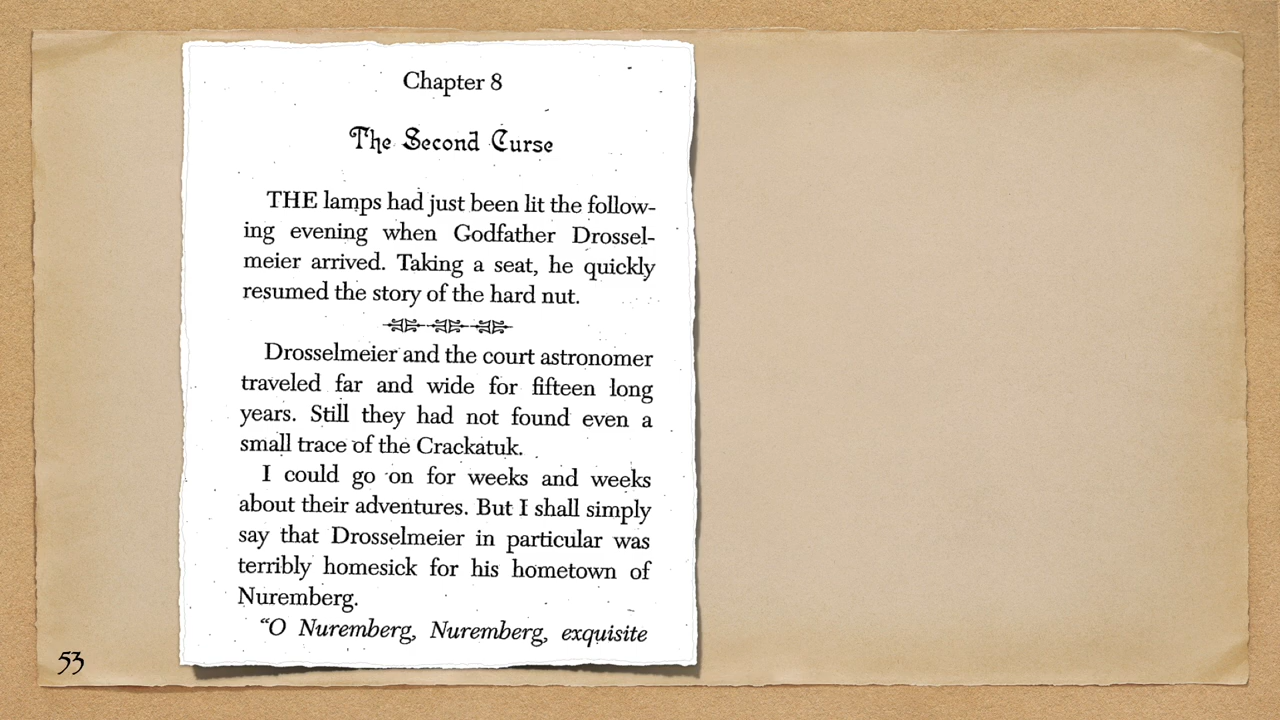 Chapter 8
The Second Curse
THE lamps had just been lit the follow-
ing evening when Godfather Drossel-
meier arrived. Taking a seat, he quickly
resumed the story of the hard nut.
Drosselmeier and the court astronomer
traveled far and wide for fifteen long
years. Still they had not found even a
small trace of the Crackatuk.
I could go on for weeks and weeks
about their adventures. But I shall simply
say that Drosselmeier in particular was
terribly homesick for his hometown of
Nuremberg.
“O Nuremberg, Nuremberg, exquisite
53